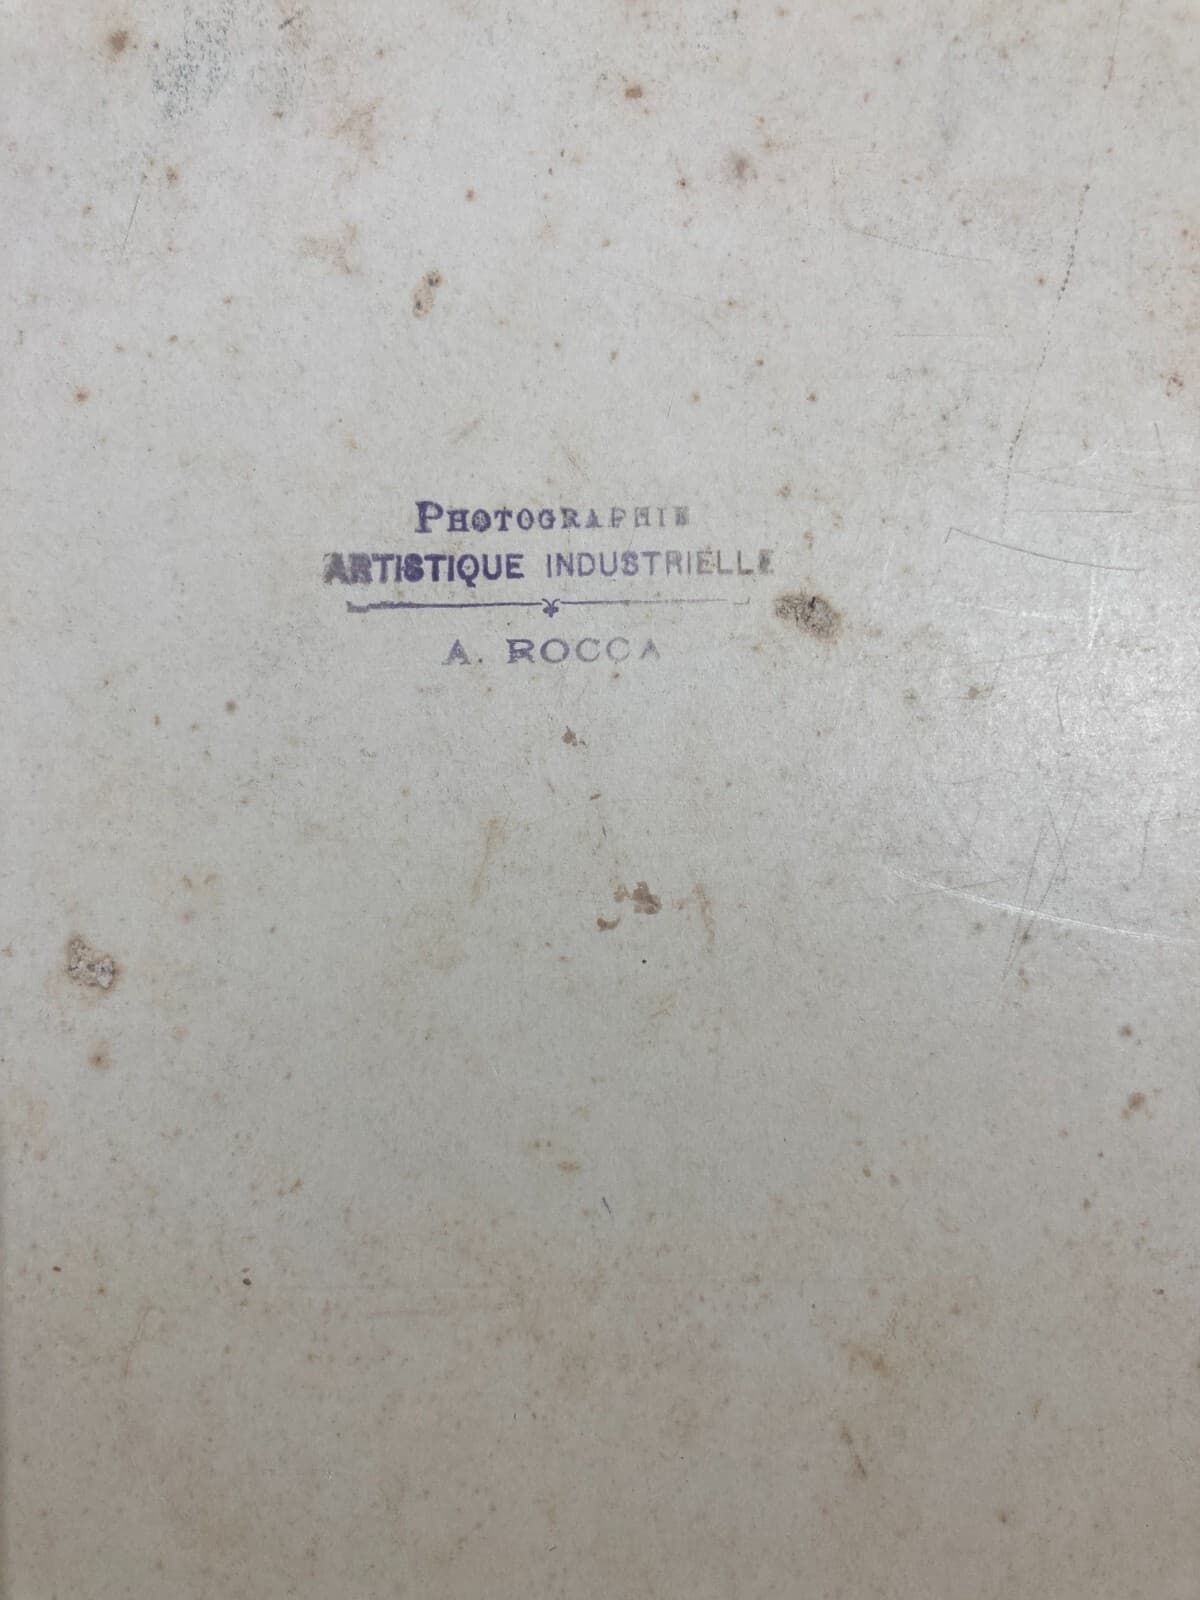 PHOTOGRAPHIE
ARTISTIQUE INDUSTRIELLE
A. ROCCA